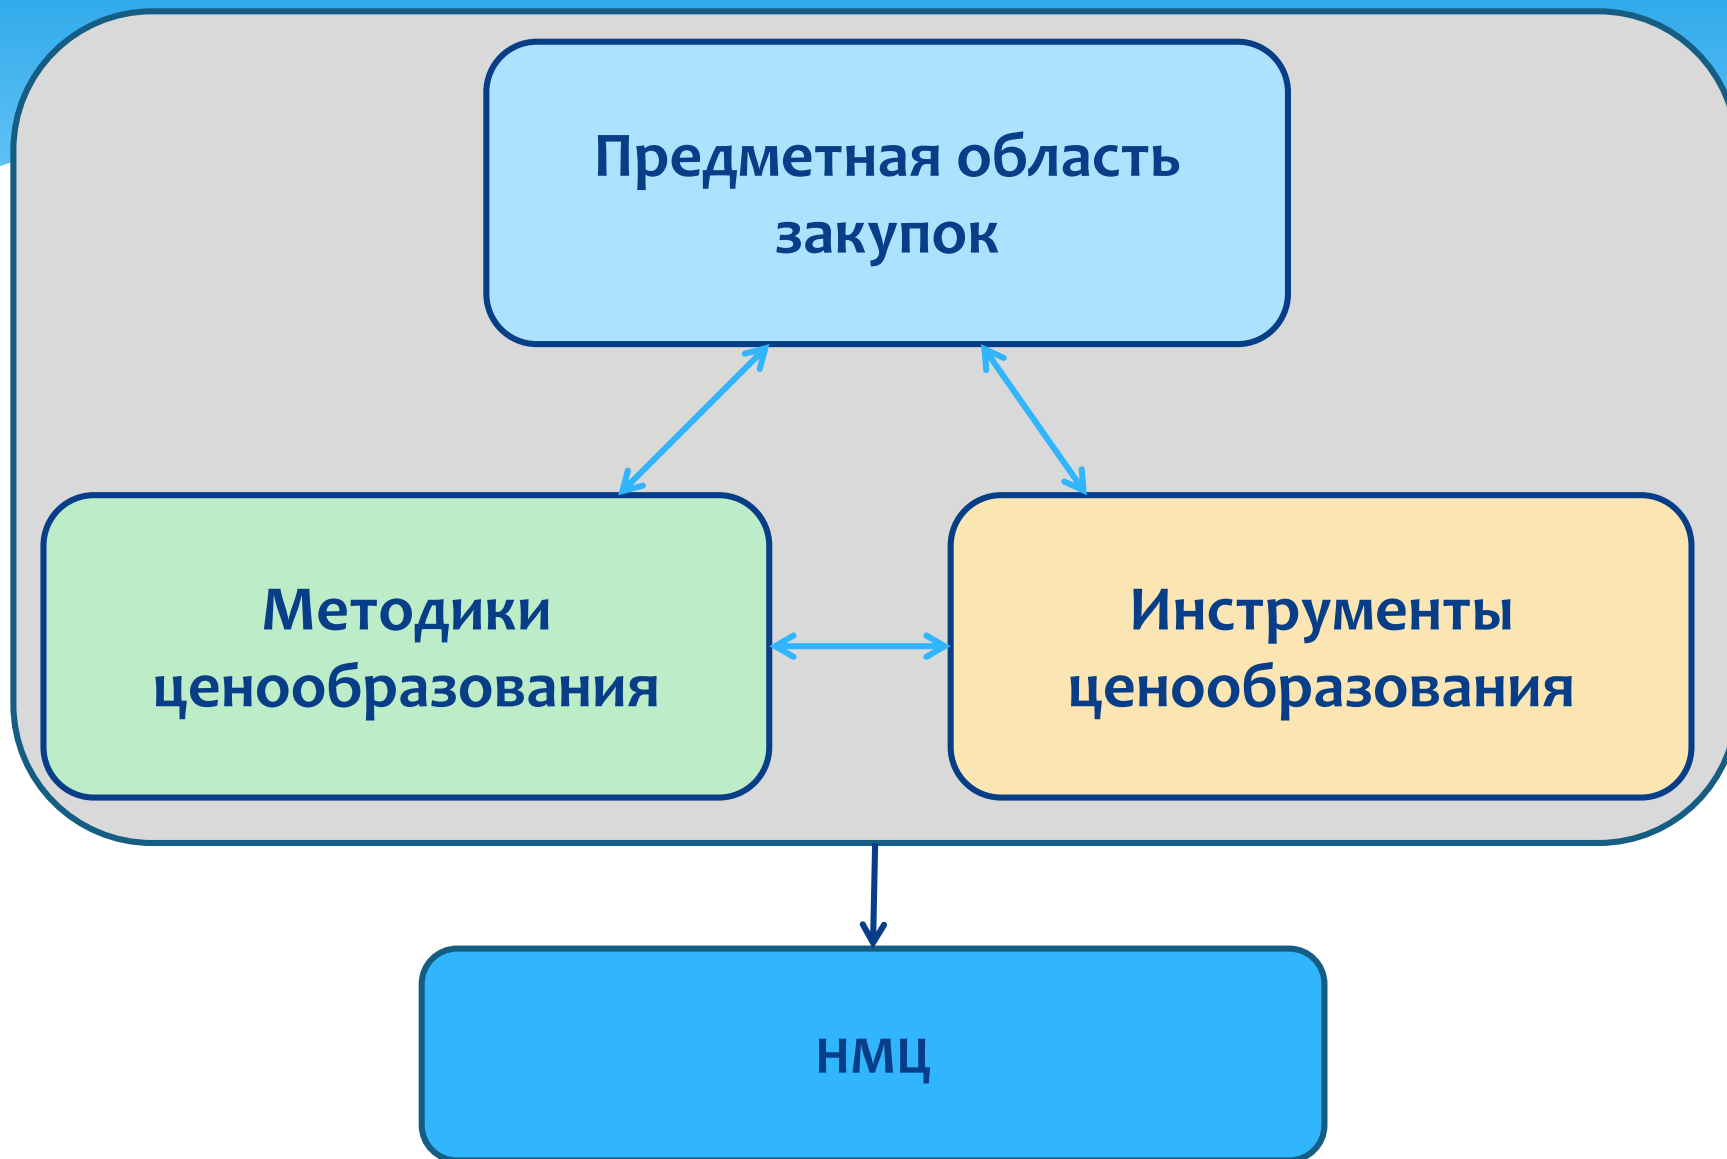 Предметная область
закупок
Методики
ценообразования
Инструменты
ценообразования
НМЦ